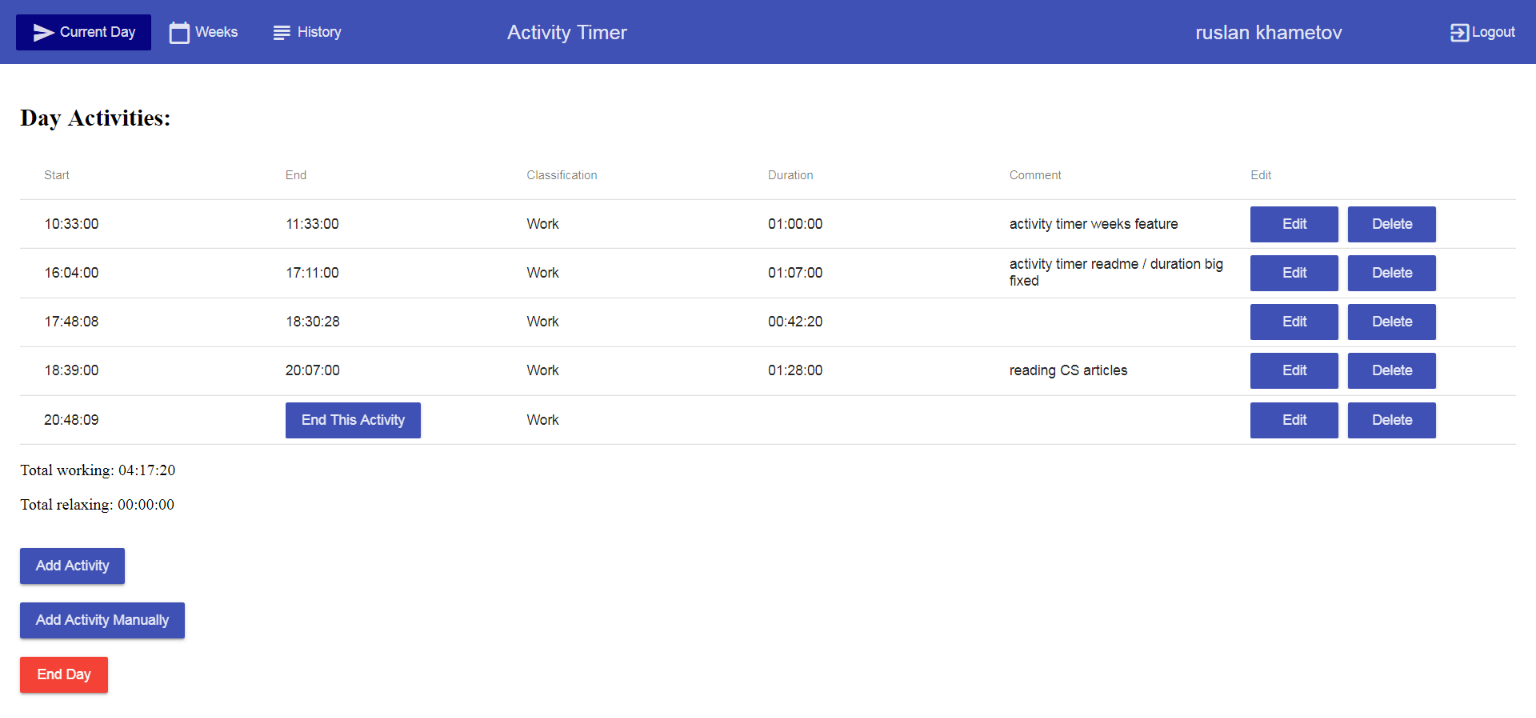 Current Day Weeks History Activity Timer ruslan khametov Logout
Day Activities:
Start End Classification Duration Comment Edit
10:33:00 11:33:00 Work 01:00:00 activity timer weeks feature Edit Delete
16:04:00 17:11:00 Work 01:07:00 activity timer readme / duration big fixed Edit Delete
17:48:08 18:30:28 Work 00:42:20 Edit Delete
18:39:00 20:07:00 Work 01:28:00 reading CS articles Edit Delete
20:48:09 End This Activity Work Edit Delete
Total working: 04:17:20
Total relaxing: 00:00:00
Add Activity
Add Activity Manually
End Day